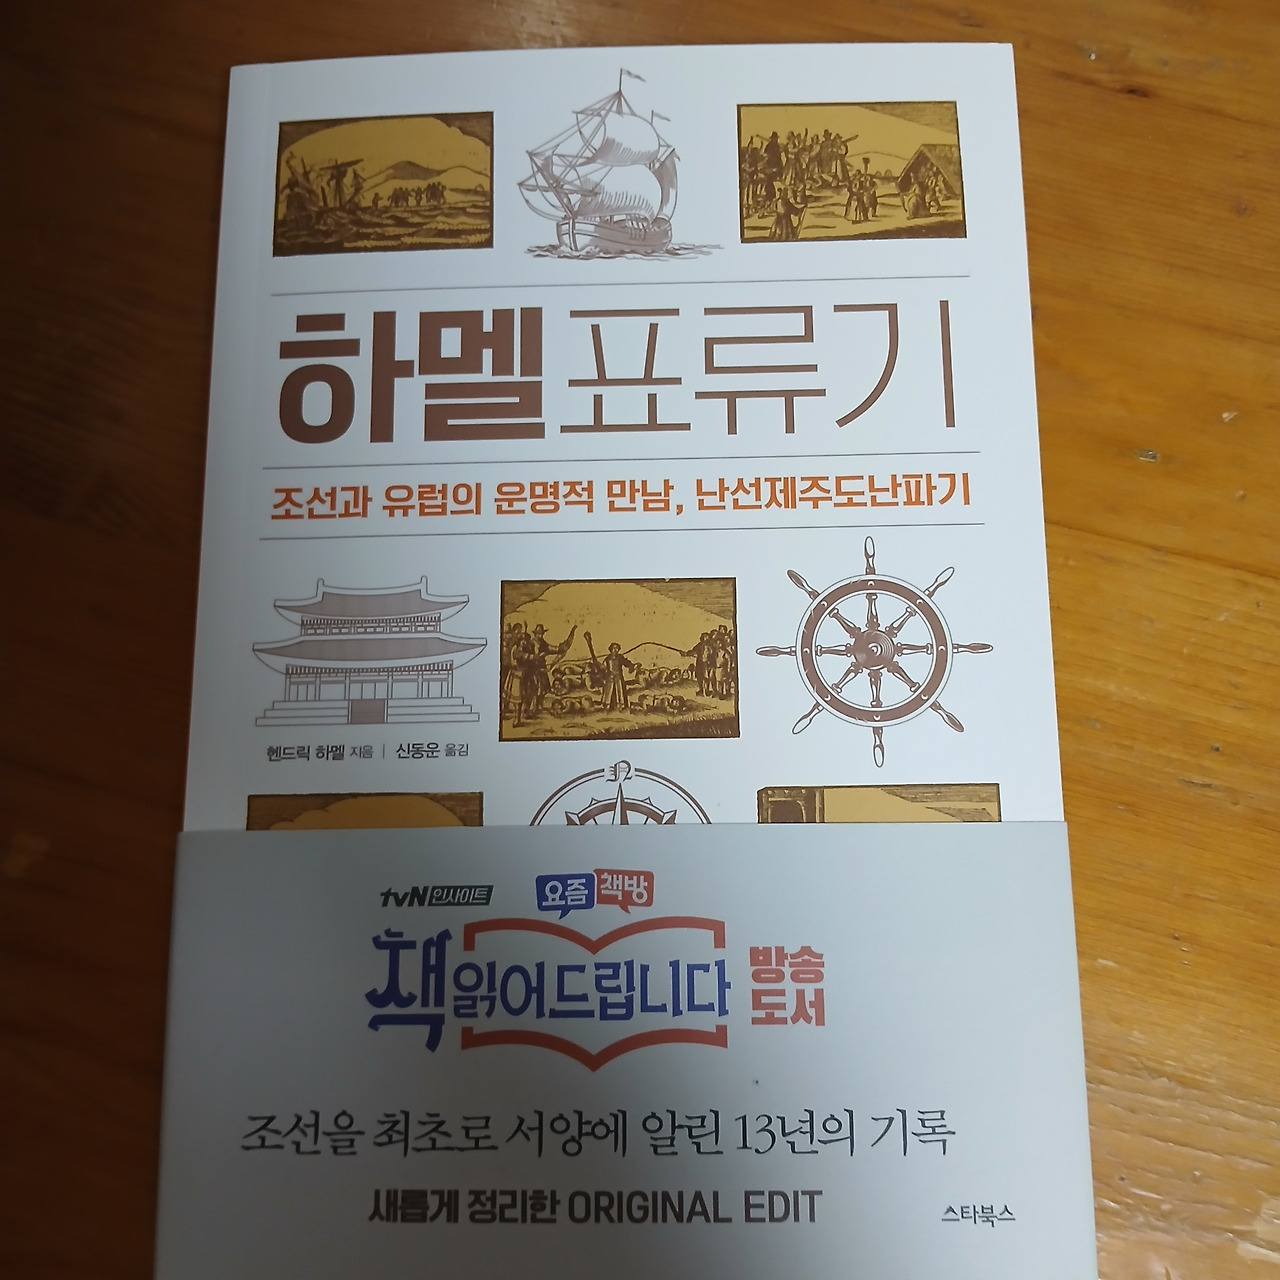 하멜표류기
조선과 유럽의 운명적 만남, 난선제주도난파기
헨드릭 하멜 지음 | 신동운 옮김
N
tvN 인사이트
요즘책방
책 읽어드립니다
방송
도서
조선을 최초로 서양에 알린 13년의 기록
새롭게 정리한 ORIGINAL EDIT
스타북스